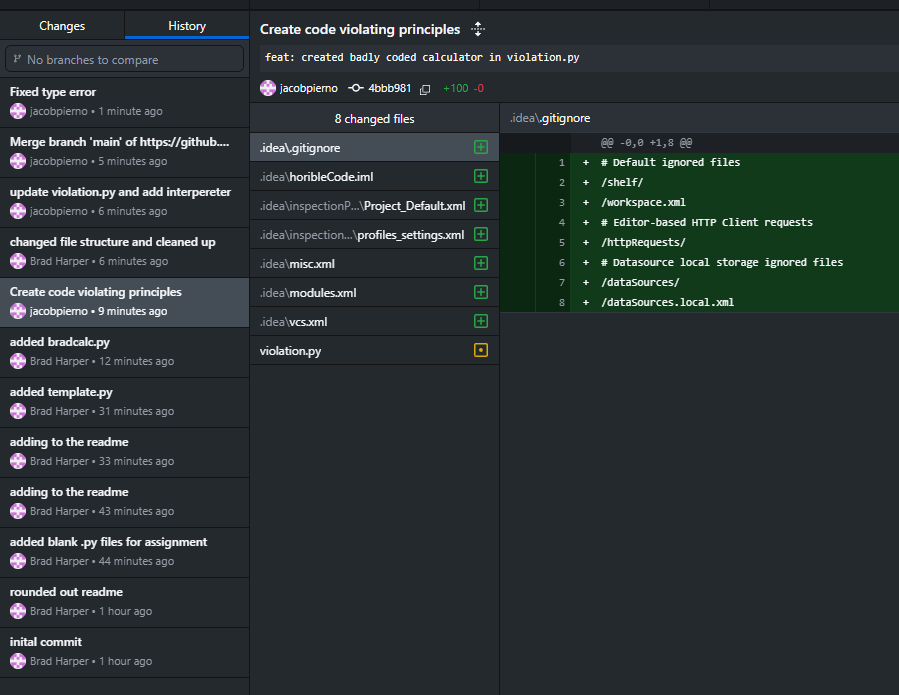 Changes
History
No branches to compare
Fixed type error
jacobpierno • 1 minute ago
Merge branch 'main' of https://github....
jacobpierno • 5 minutes ago
update violation.py and add interpereter
jacobpierno • 6 minutes ago
changed file structure and cleaned up
Brad Harper • 6 minutes ago
Create code violating principles
jacobpierno • 9 minutes ago
added bradcalc.py
Brad Harper • 12 minutes ago
added template.py
Brad Harper • 31 minutes ago
adding to the readme
Brad Harper • 33 minutes ago
adding to the readme
Brad Harper • 43 minutes ago
added blank .py files for assignment
Brad Harper • 44 minutes ago
rounded out readme
Brad Harper • 1 hour ago
inital commit
Brad Harper • 1 hour ago
Create code violating principles
feat: created badly coded calculator in violation.py
jacobpierno 4bbb981 +100 -0
8 changed files
.idea\.gitignore
.idea\horibleCode.iml
.idea\inspectionP...\Project_Default.xml
.idea\inspection...\profiles_settings.xml
.idea\misc.xml
.idea\modules.xml
.idea\vcs.xml
violation.py
.idea\.gitignore
@@ -0,0 +1,8 @@
1 + # Default ignored files
2 + /shelf/
3 + /workspace.xml
4 + # Editor-based HTTP Client requests
5 + /httpRequests/
6 + # Datasource local storage ignored files
7 + /dataSources/
8 + /dataSources.local.xml